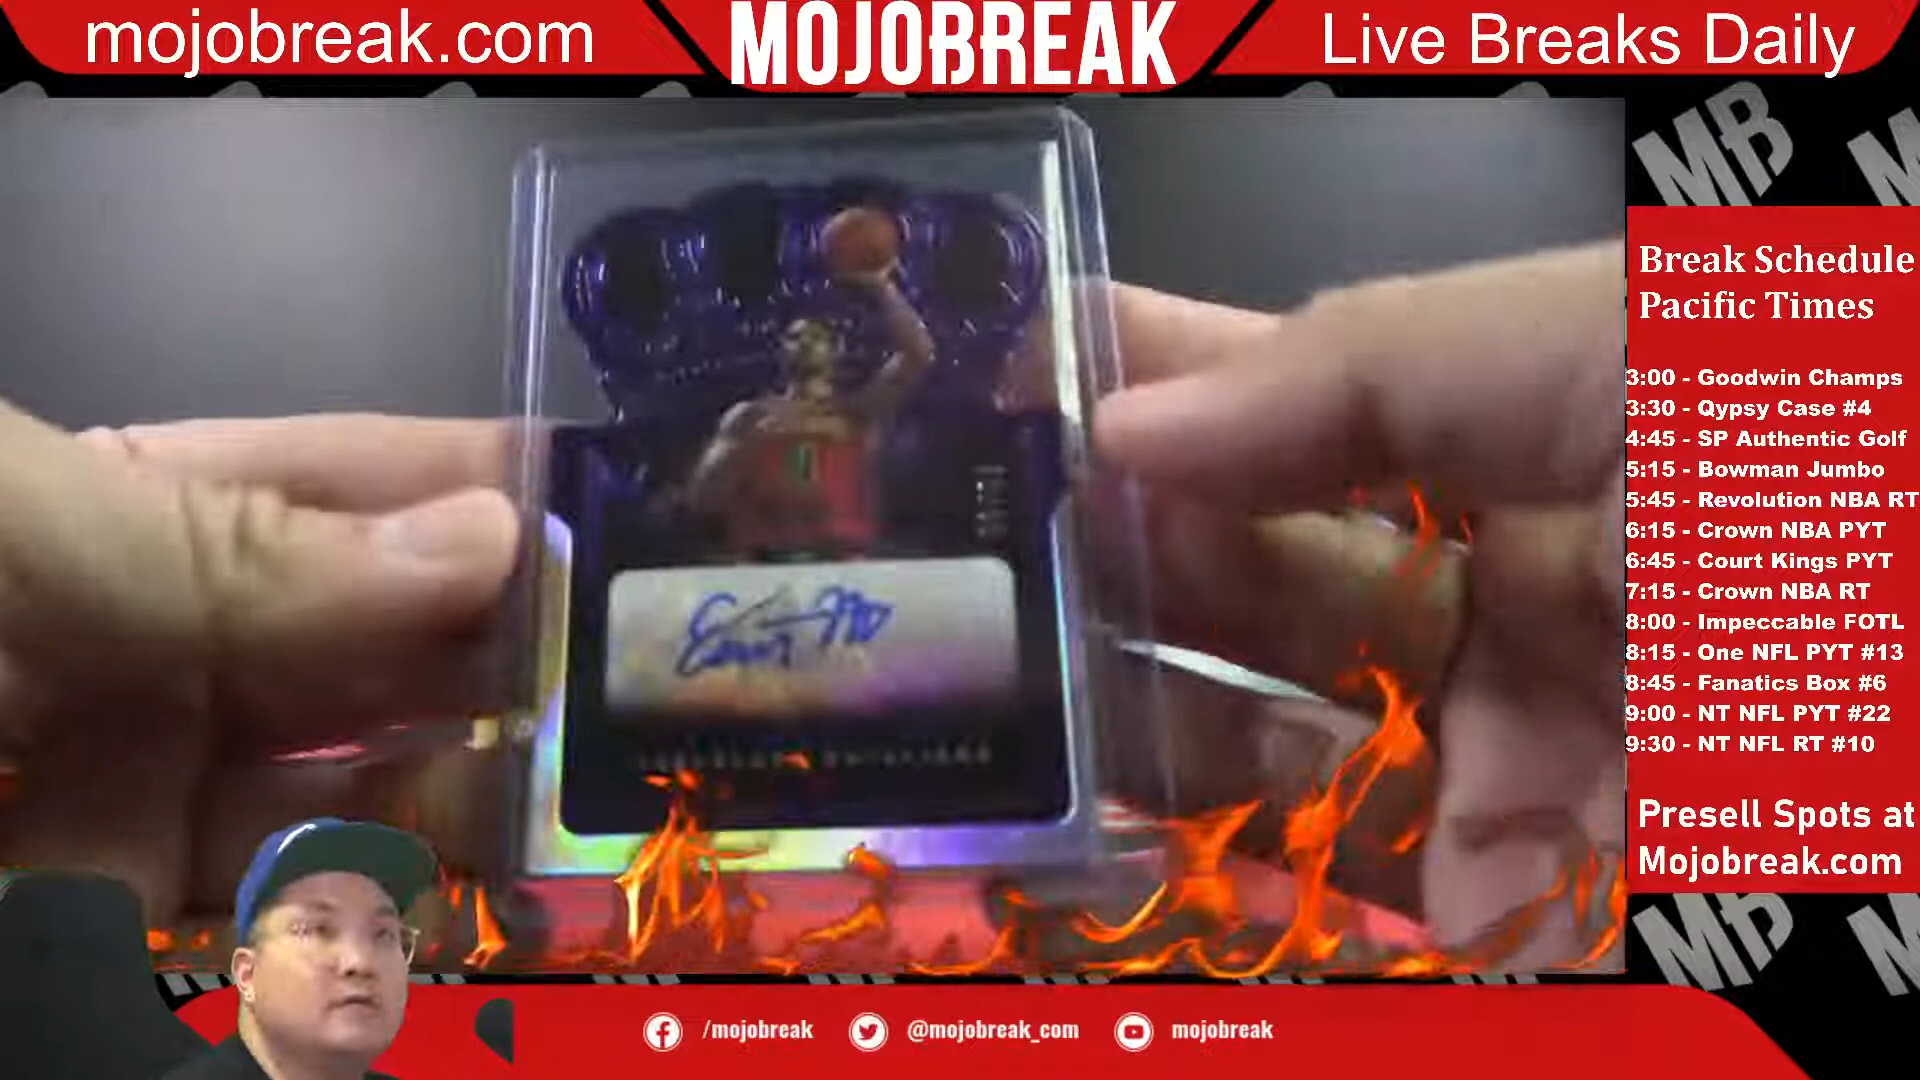 mojobreak.com
MOJOBREAK
Live Breaks Daily
Break Schedule
Pacific Times
3:00 - Goodwin Champs
3:30 - Qypsy Case #4
4:45 - SP Authentic Golf
5:15 - Bowman Jumbo
5:45 - Revolution NBA RT
6:15 - Crown NBA PYT
6:45 - Court Kings PYT
7:15 - Crown NBA RT
8:00 - Impeccable FOTL
8:15 - One NFL PYT #13
8:45 - Fanatics Box #6
9:00 - NT NFL PYT #22
9:30 - NT NFL RT #10
Presell Spots at
Mojobreak.com
MB
MB
/mojobreak
@mojobreak_com
mojobreak